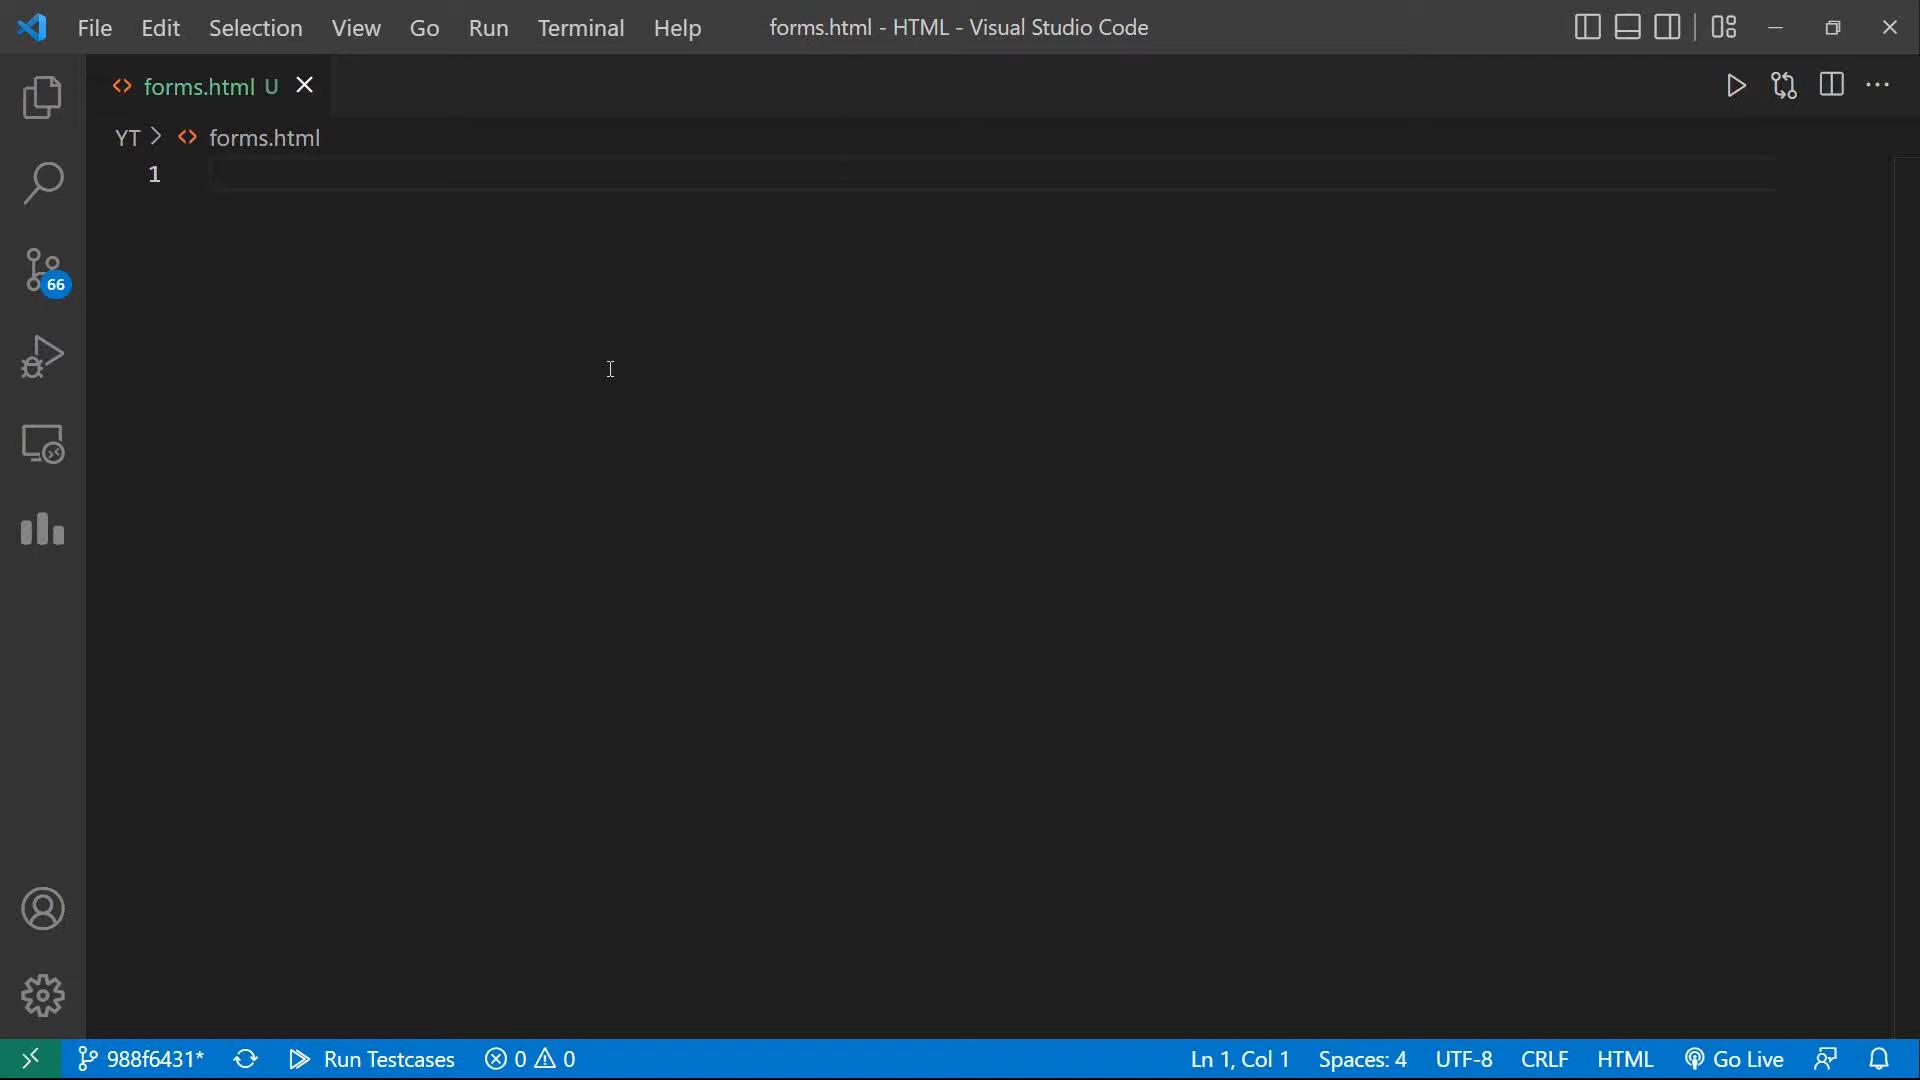 File Edit Selection View Go Run Terminal Help forms.html - HTML - Visual Studio Code
forms.html U
YT > forms.html
1
66
988f6431* Run Testcases 0 0 Ln 1, Col 1 Spaces: 4 UTF-8 CRLF HTML Go Live